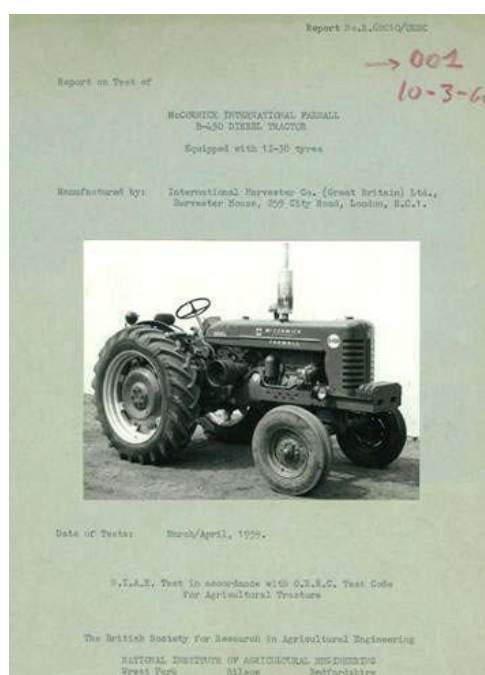 Report No.R.6001Q/OEEC
→ 001
10-3-60
Report on Test of
McCORMICK INTERNATIONAL FARMALL
B-450 DIESEL TRACTOR
Equipped with 12-38 tyres
Manufactured by: International Harvester Co. (Great Britain) Ltd.,
Harvester House, 259 City Road, London, E.C.1.
McCORMICK
FARMALL
Date of Tests: March/April, 1959.
N.I.A.E. Test in accordance with O.E.E.C. Test Code
for Agricultural Tractors
The British Society for Research in Agricultural Engineering
NATIONAL INSTITUTE OF AGRICULTURAL ENGINEERING
Wrest Park Silsoe Bedfordshire